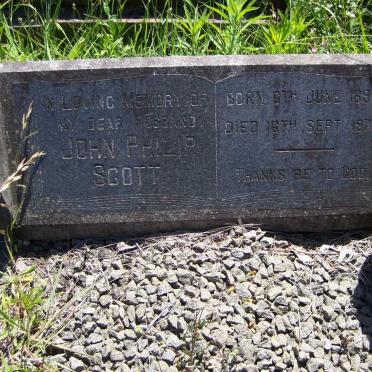 IN LOVING MEMORY OF
MY DEAR HUSBAND
JOHN PHILIP
SCOTT
BORN 6TH JUNE
DIED 16TH SEPT.
THANKS BE TO GOD.